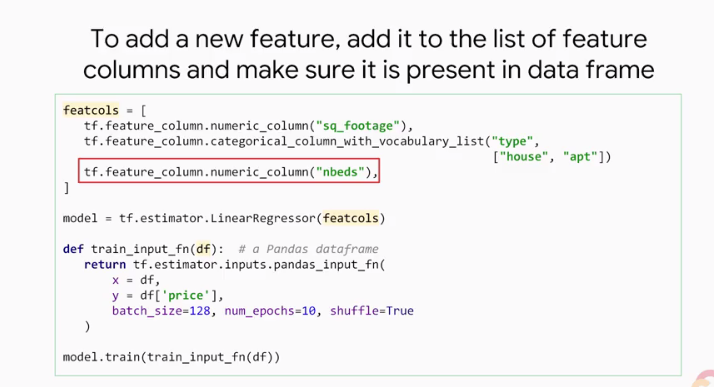 To add a new feature, add it to the list of feature
columns and make sure it is present in data frame
featcols = [
tf.feature_column.numeric_column("sq_footage"),
tf.feature_column.categorical_column_with_vocabulary_list("type",
["house", "apt"])
tf.feature_column.numeric_column("nbeds"),
]
model = tf.estimator.LinearRegressor(featcols)
def train_input_fn(df): # a Pandas dataframe
return tf.estimator.inputs.pandas_input_fn(
x = df,
y = df['price'],
batch_size=128, num_epochs=10, shuffle=True
)
model.train(train_input_fn(df))